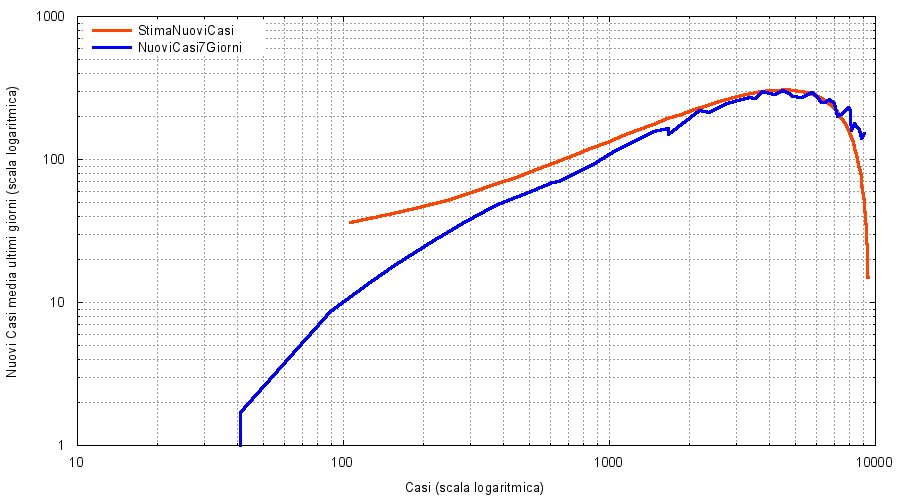 1000
StimaNuoviCasi
NuoviCasi7Giorni
100
10
1
Nuovi Casi media ultimi giorni (scala logaritmica)
10
100
1000
10000
Casi (scala logaritmica)